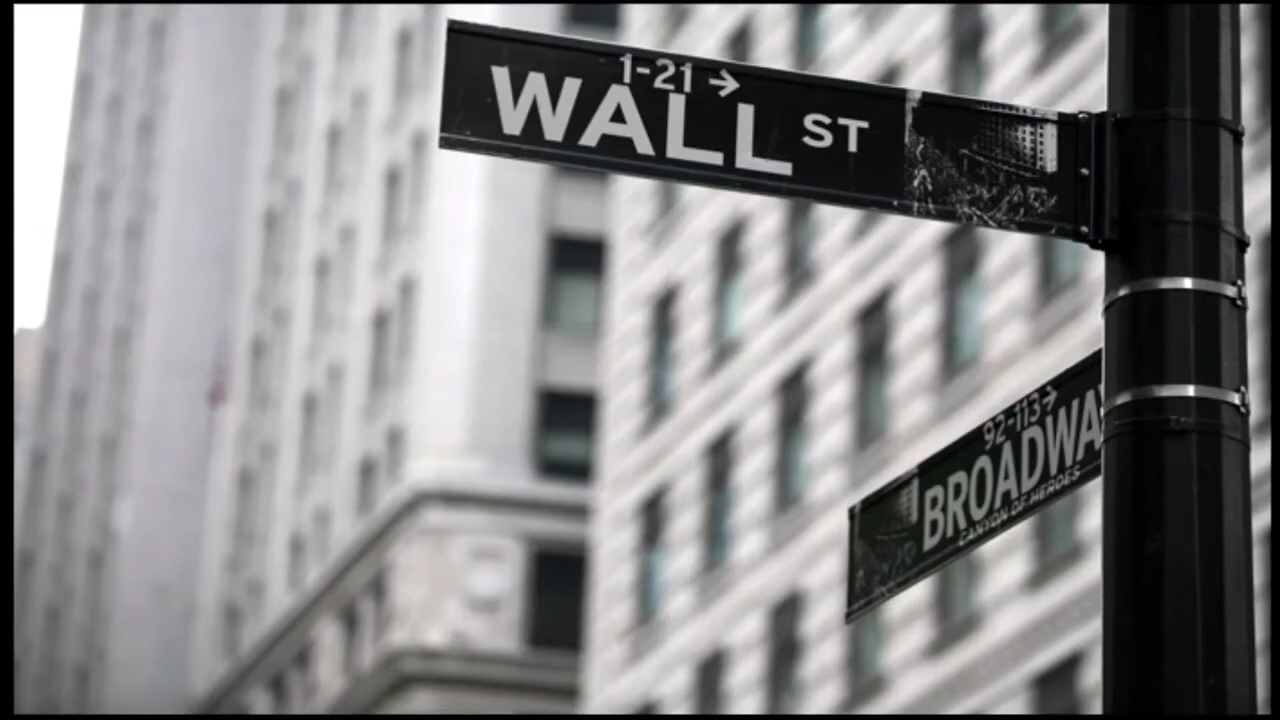 1-21 →
WALL ST
92-113 →
BROADWA
CANYON OF HEROES